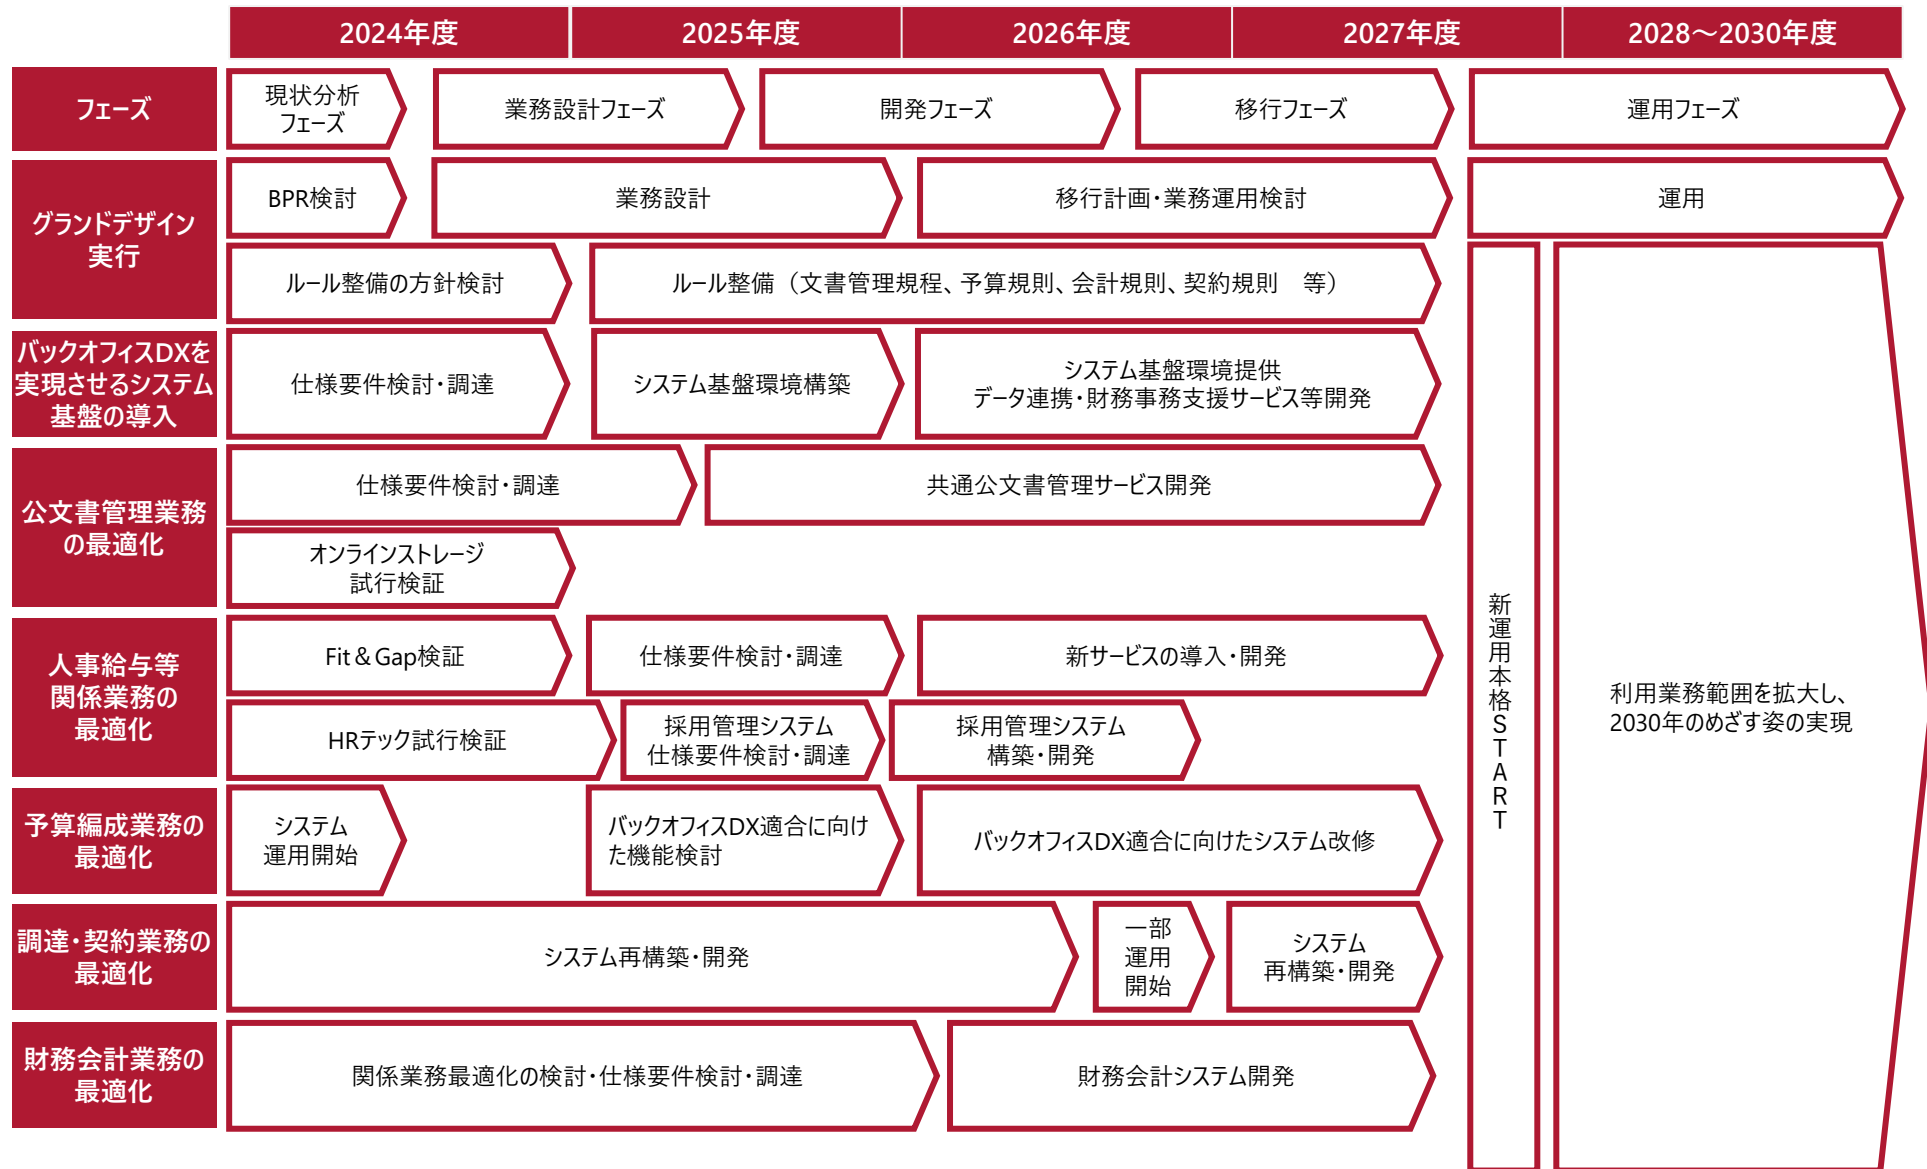 2024年度
2025年度
2026年度
2027年度
2028～2030年度
フェーズ
現状分析
フェーズ
業務設計フェーズ
開発フェーズ
移行フェーズ
運用フェーズ
グランドデザイン
実行
BPR検討
業務設計
移行計画・業務運用検討
運用
ルール整備の方針検討
ルール整備（文書管理規程、予算規則、会計規則、契約規則　等）
バックオフィスDXを
実現させるシステム
基盤の導入
仕様要件検討・調達
システム基盤環境構築
システム基盤環境提供
データ連携・財務事務支援サービス等開発
公文書管理業務
の最適化
仕様要件検討・調達
共通公文書管理サービス開発
オンラインストレージ
試行検証
人事給与等
関係業務の
最適化
Fit＆Gap検証
仕様要件検討・調達
新サービスの導入・開発
HRテック試行検証
採用管理システム
仕様要件検討・調達
採用管理システム
構築・開発
予算編成業務の
最適化
システム
運用開始
バックオフィスDX適合に向け
た機能検討
バックオフィスDX適合に向けたシステム改修
調達・契約業務の
最適化
システム再構築・開発
一部
運用
開始
システム
再構築・開発
財務会計業務の
最適化
関係業務最適化の検討・仕様要件検討・調達
財務会計システム開発
新運用本格START
利用業務範囲を拡大し、
2030年のめざす姿の実現